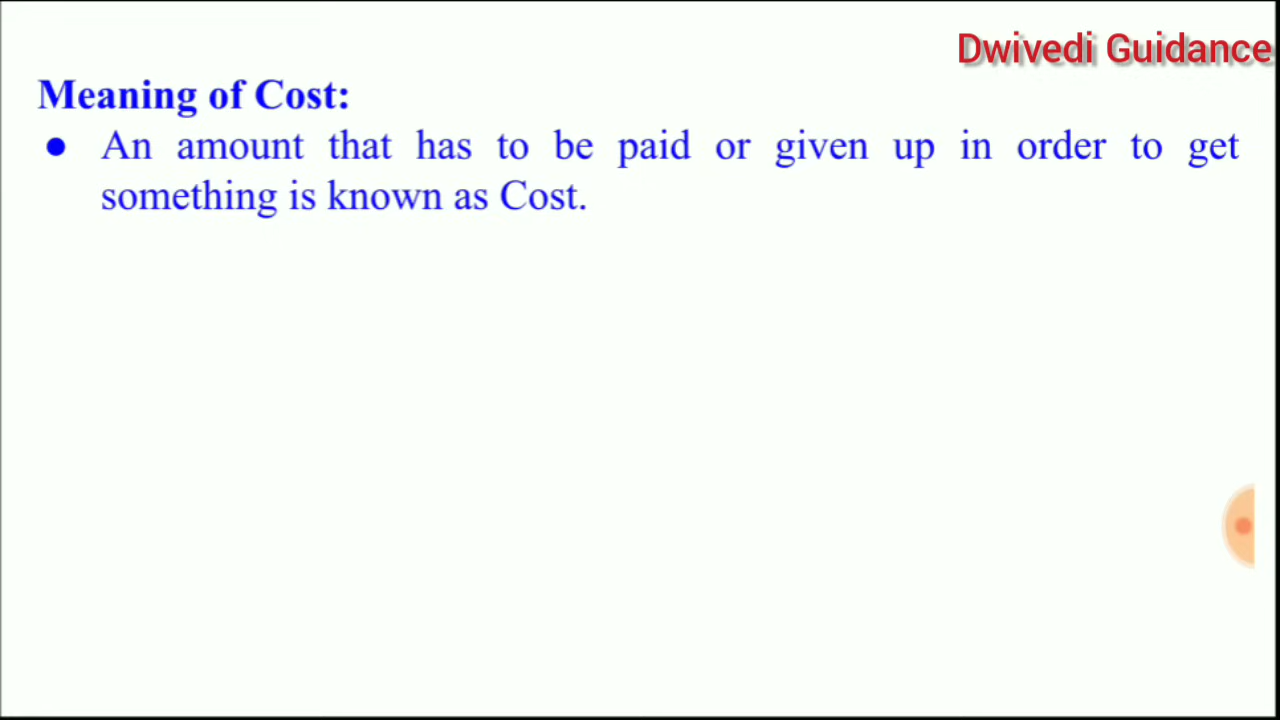 Dwivedi Guidance
Meaning of Cost:
● An amount that has to be paid or given up in order to get
something is known as Cost.